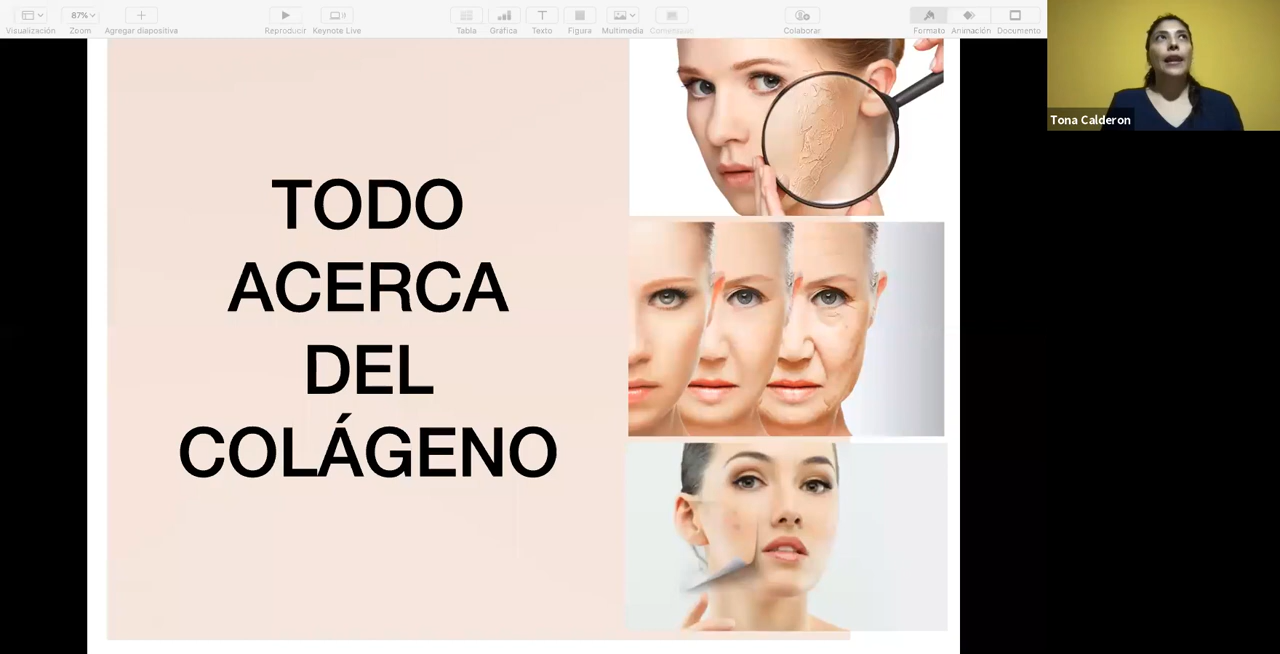 87%
Visualización
Zoom
Agregar diapositiva
Reproducir
Keynote Live
Tabla
Gráfica
Texto
Figura
Multimedia
Comentario
Colaborar
Formato
Animación
Documento
Tona Calderon
TODO
ACERCA
DEL
COLÁGENO